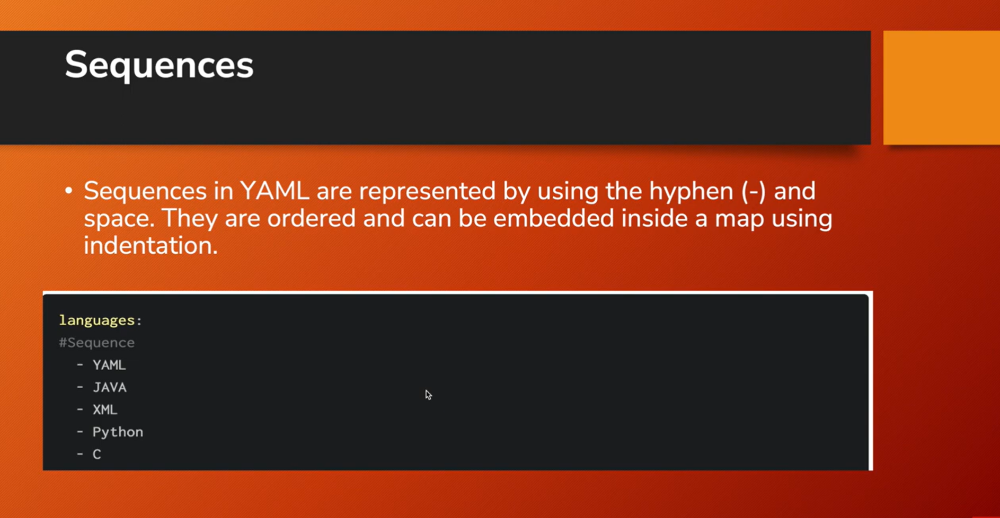 Sequences
• Sequences in YAML are represented by using the hyphen (-) and
space. They are ordered and can be embedded inside a map using
indentation.
languages:
#Sequence
- YAML
- JAVA
- XML
- Python
- C